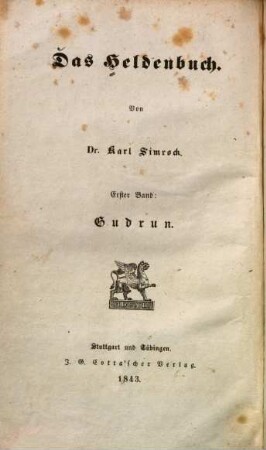 Das Heldenbuch.
Von
Dr. Karl Simrock.
Erster Band:
Gudrun.
Stuttgart und Tübingen.
J. G. Cotta'scher Verlag.
1843.